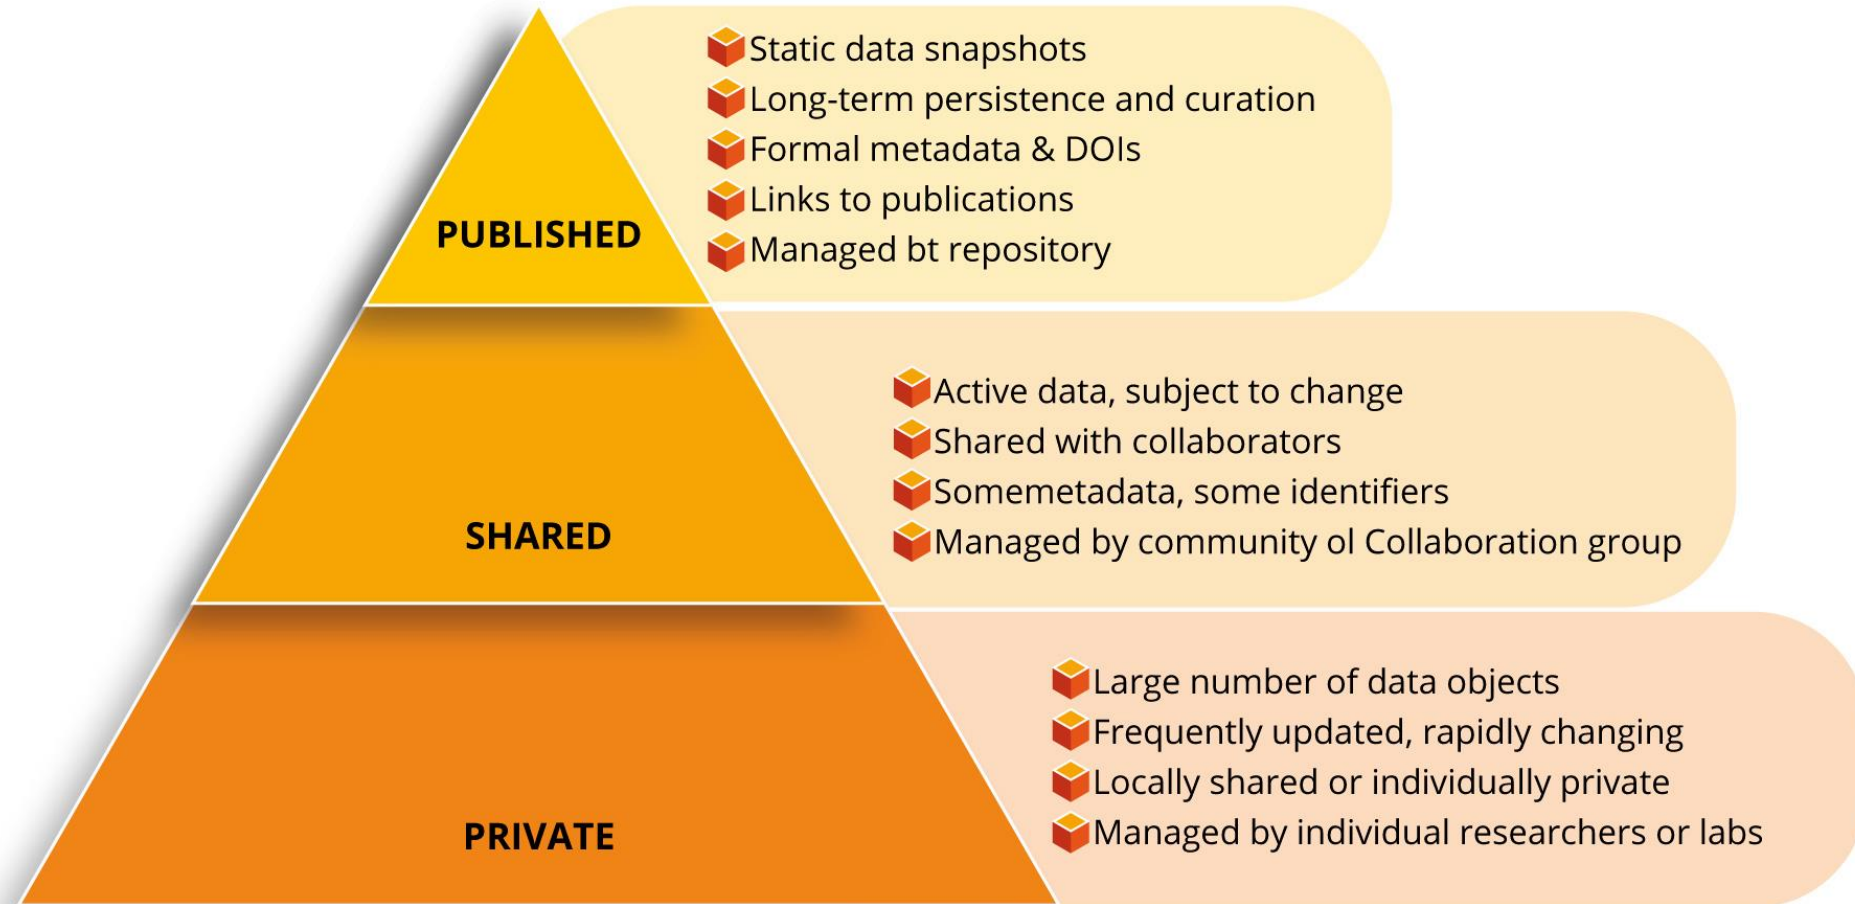 PUBLISHED
Static data snapshots
Long-term persistence and curation
Formal metadata & DOIs
Links to publications
Managed bt repository
SHARED
Active data, subject to change
Shared with collaborators
Somemetadata, some identifiers
Managed by community ol Collaboration group
PRIVATE
Large number of data objects
Frequently updated, rapidly changing
Locally shared or individually private
Managed by individual researchers or labs